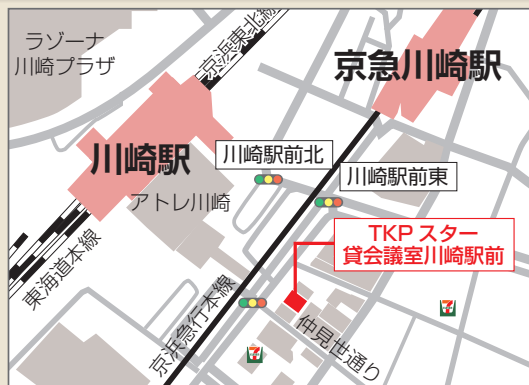 ラゾーナ
川崎プラザ
京浜東北線
京急川崎駅
川崎駅
川崎駅前北
川崎駅前東
アトレ川崎
TKP スター
貸会議室川崎駅前
東海道本線
京浜急行本線
仲見世通り
7
7